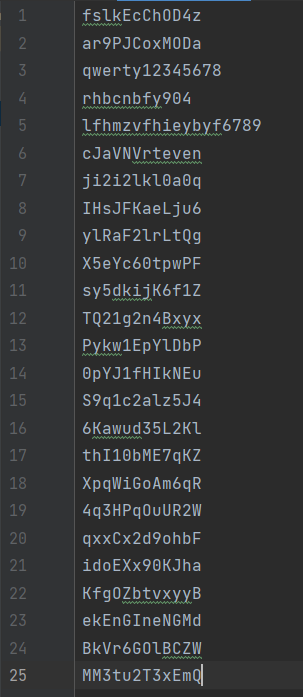 1 fslkEcChOD4z
2 ar9PJCoxMODa
3 qwerty12345678
4 rhbcnbfy904
5 lfhmzvfhieybyf6789
6 cJaVNVrteven
7 ji2i2lkl0a0q
8 IHsJFKaeLju6
9 ylRaF2lrLtQg
10 X5eYc60tpwPF
11 sy5dkijK6f1Z
12 TQ21g2n4Bxyx
13 Pykw1EpYlDbP
14 0pYJ1fHIkNEu
15 S9q1c2alz5J4
16 6Kawud35L2Kl
17 thI10bME7qKZ
18 XpqWiGoAm6qR
19 4q3HPqOuUR2W
20 qxxCx2d9ohbF
21 idoEXx90KJha
22 KfgOZbtvxyyB
23 ekEnGIneNGMd
24 BkVr6GOlBCZW
25 MM3tu2T3xEmQ